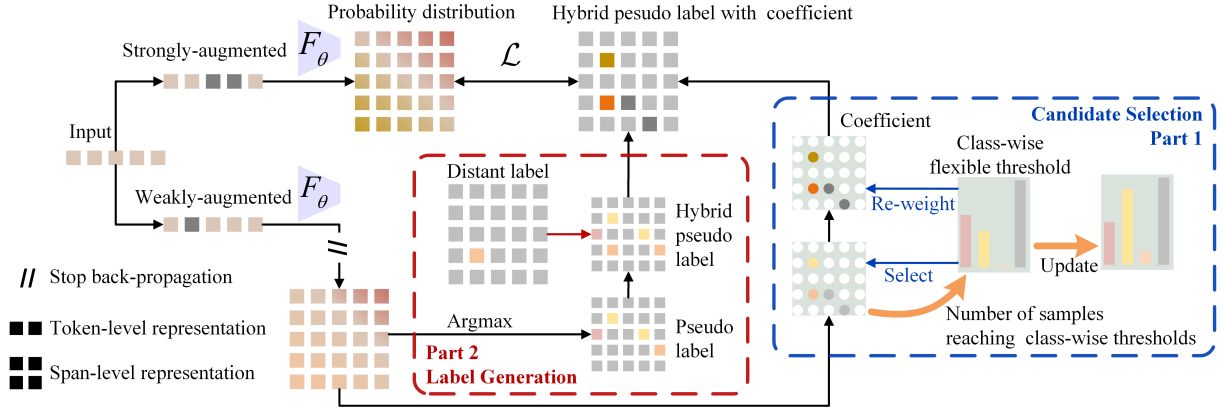 Probability distribution
Hybrid pesudo label with coefficient
Strongly-augmented
Fθ
ℒ
Input
Weakly-augmented
Fθ
Stop back-propagation
Token-level representation
Span-level representation
Distant label
Hybrid
pseudo
label
Argmax
Pseudo
label
Part 2
Label Generation
Candidate Selection
Part 1
Coefficient
Class-wise
flexible threshold
Re-weight
Select
Update
Number of samples
reaching class-wise thresholds